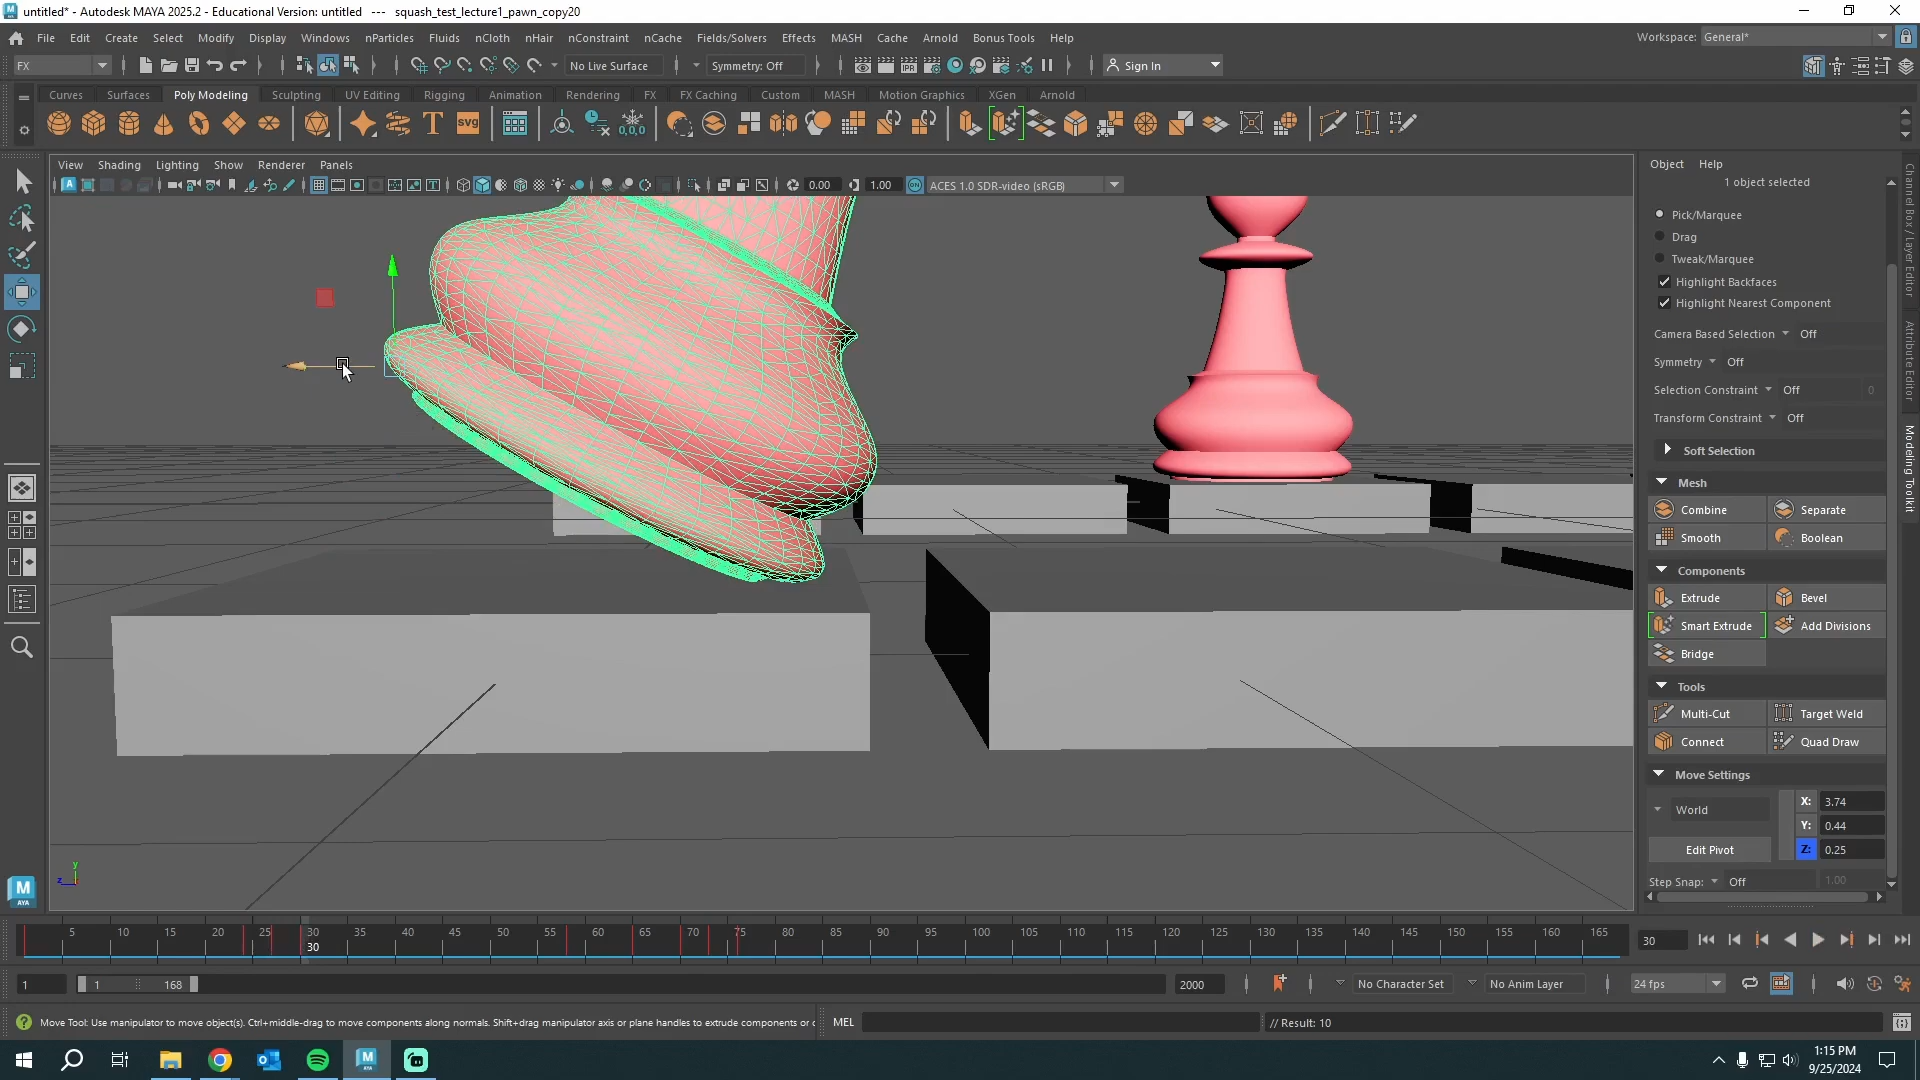 untitled* - Autodesk MAYA 2025.2 - Educational Version: untitled --- squash_test_lecture1_pawn_copy20
File Edit Create Select Modify Display Windows nParticles Fluids nCloth nHair nConstraint nCache Fields/Solvers Effects MASH Cache Arnold Bonus Tools Help Workspace: General*
FX No Live Surface Symmetry: Off Sign In
Curves Surfaces Poly Modeling Sculpting UV Editing Rigging Animation Rendering FX FX Caching Custom MASH Motion Graphics XGen Arnold
View Shading Lighting Show Renderer Panels
0.00 1.00 ACES 1.0 SDR-video (sRGB)
Object Help
1 object selected
Pick/Marquee
Drag
Tweak/Marquee
Highlight Backfaces
Highlight Nearest Component
Camera Based Selection Off
Symmetry Off
Selection Constraint Off 0
Transform Constraint Off
Soft Selection
Mesh
Combine Separate
Smooth Boolean
Components
Extrude Bevel
Smart Extrude Add Divisions
Bridge
Tools
Multi-Cut Target Weld
Connect Quad Draw
Move Settings
World X: 3.74
Y: 0.44
Edit Pivot Z: 0.25
Step Snap: Off 1.00
Channel Box / Layer Editor
Attribute Editor
Modeling Toolkit
y
z
5 10 15 20 25 30 35 40 45 50 55 60 65 70 75 80 85 90 95 100 105 110 115 120 125 130 135 140 145 150 155 160 165
30 30
1 1 168 2000 No Character Set No Anim Layer 24 fps
Move Tool: Use manipulator to move object(s). Ctrl+middle-drag to move components along normals. Shift+drag manipulator axis or plane handles to extrude components or MEL // Result: 10
1:15 PM
9/25/2024